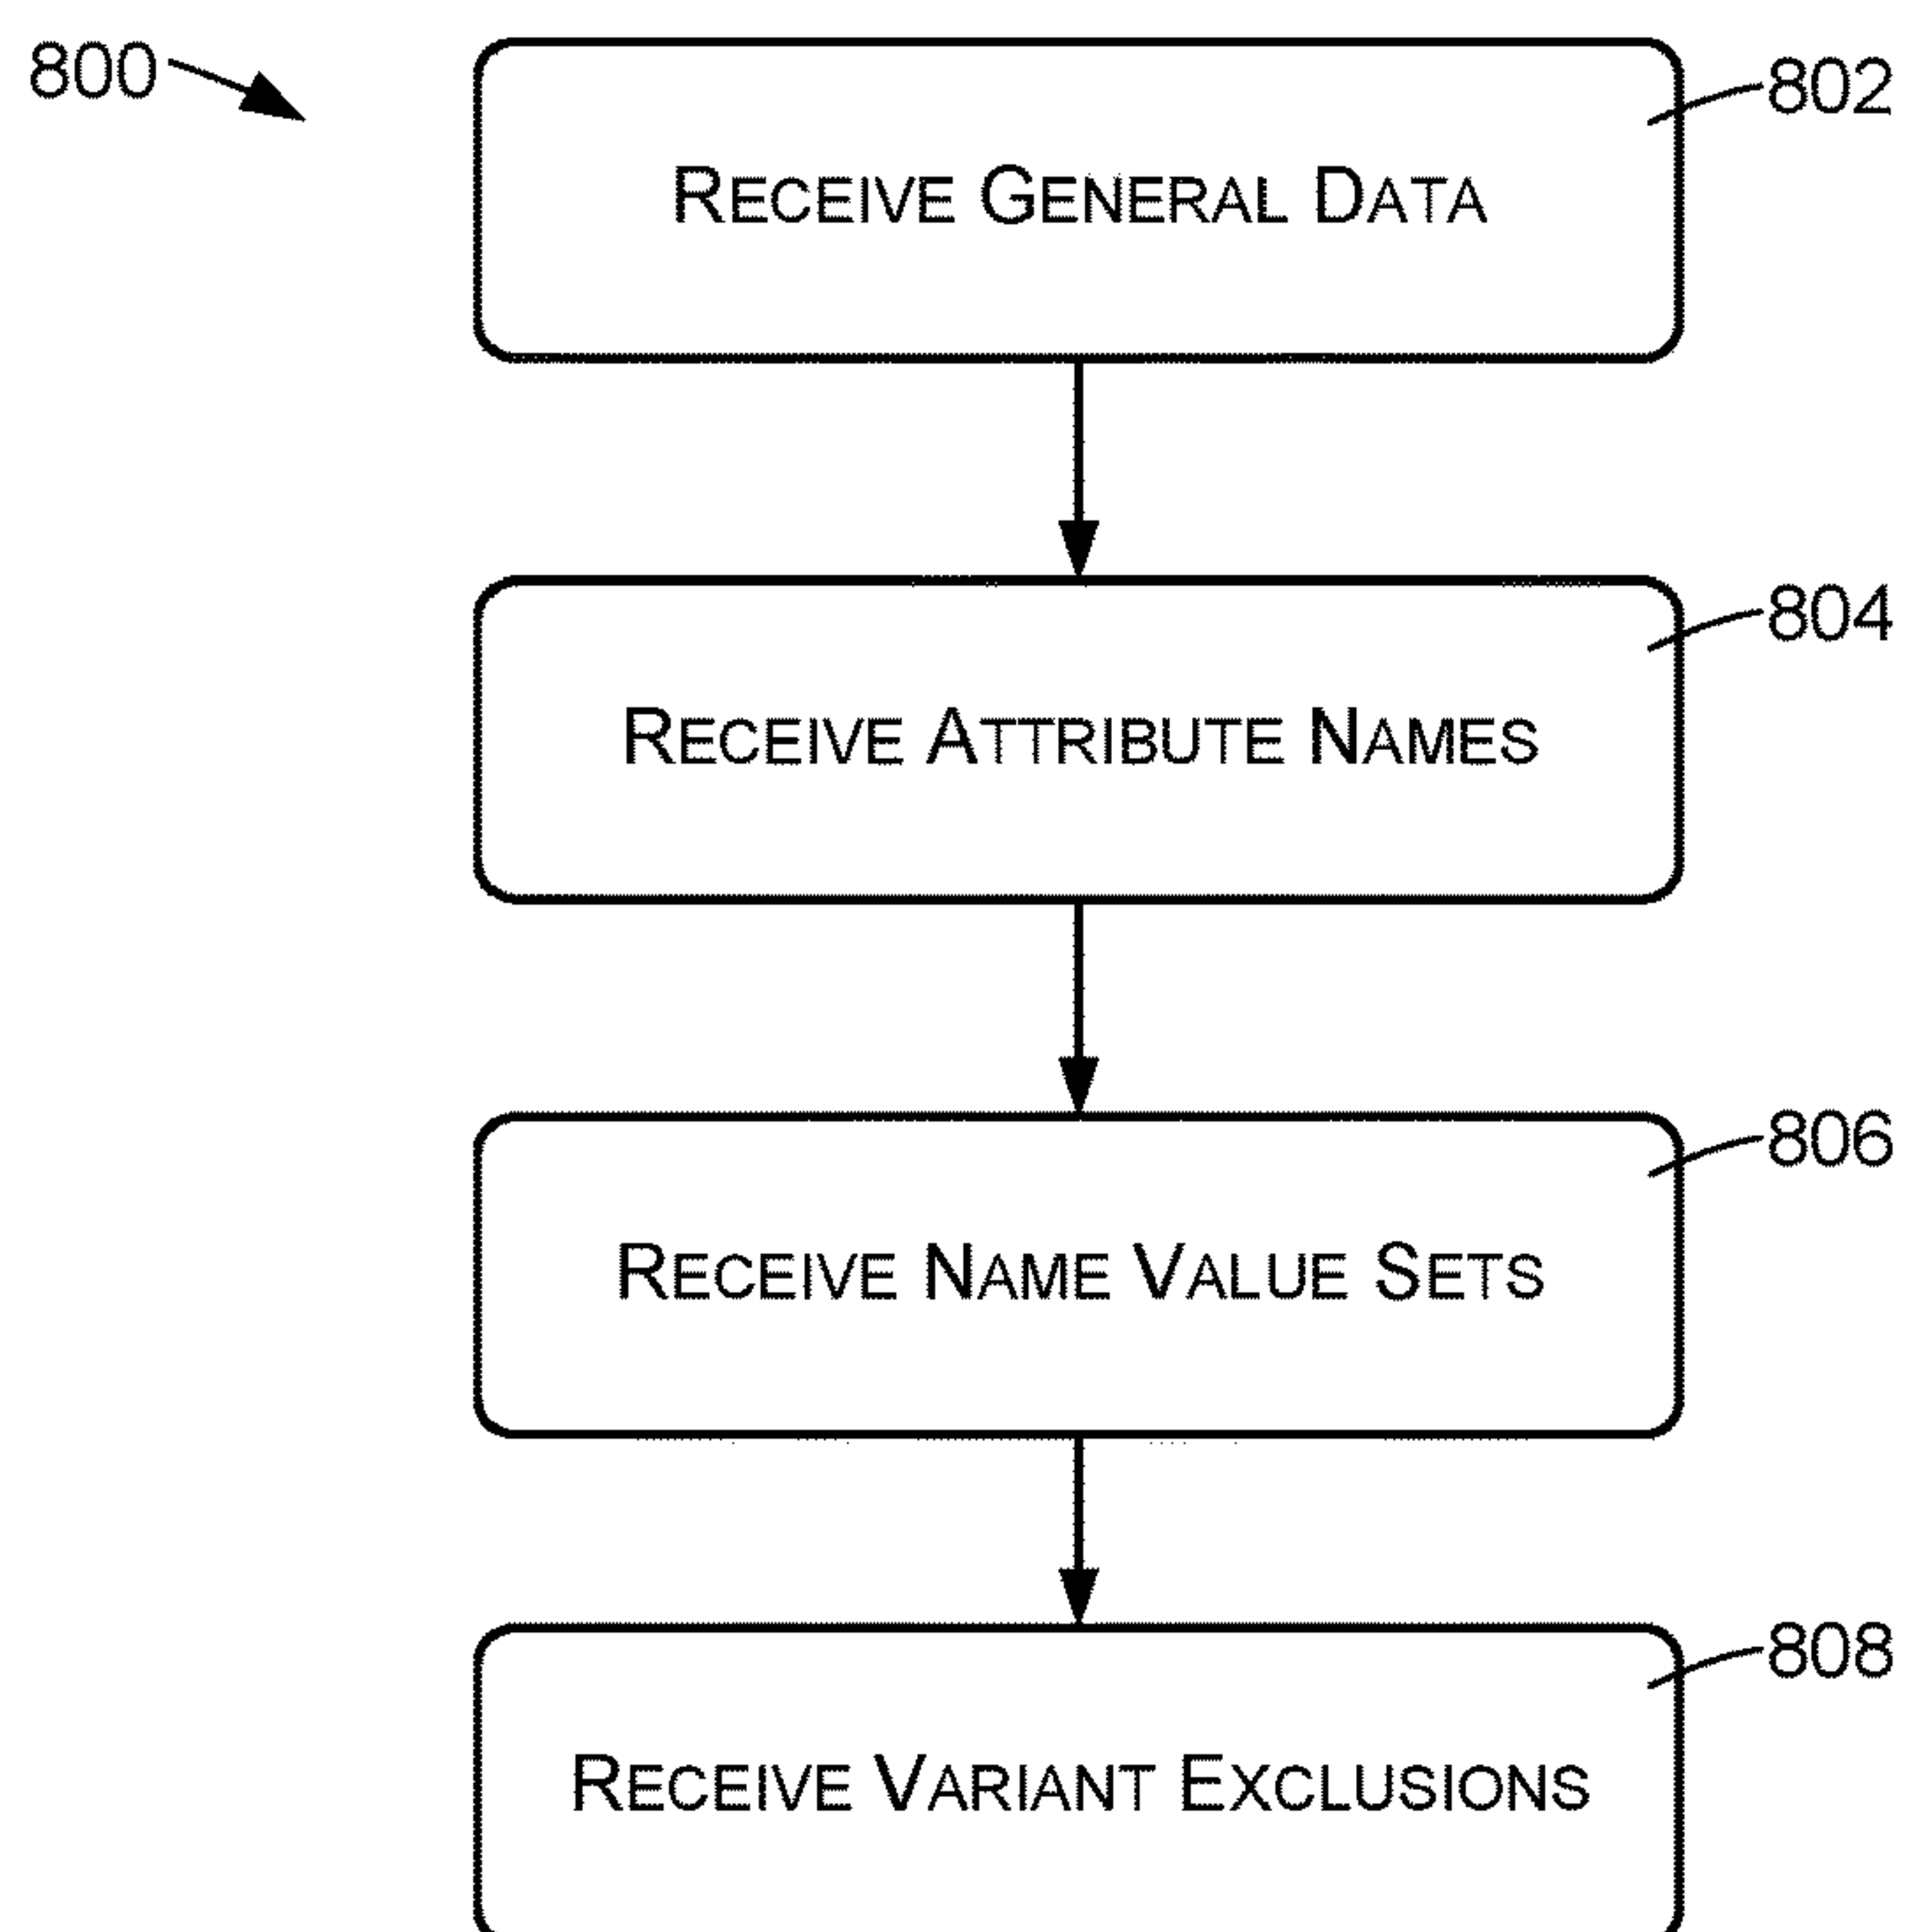 800
802
RECEIVE GENERAL DATA
804
RECEIVE ATTRIBUTE NAMES
806
RECEIVE NAME VALUE SETS
808
RECEIVE VARIANT EXCLUSIONS